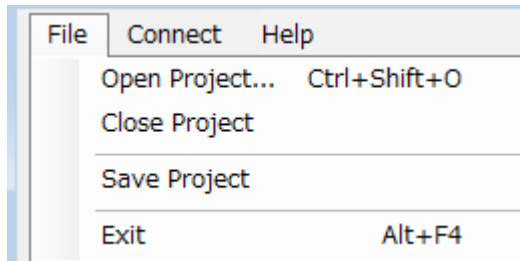 File Connect Help
Open Project... Ctrl+Shift+O
Close Project
Save Project
Exit Alt+F4